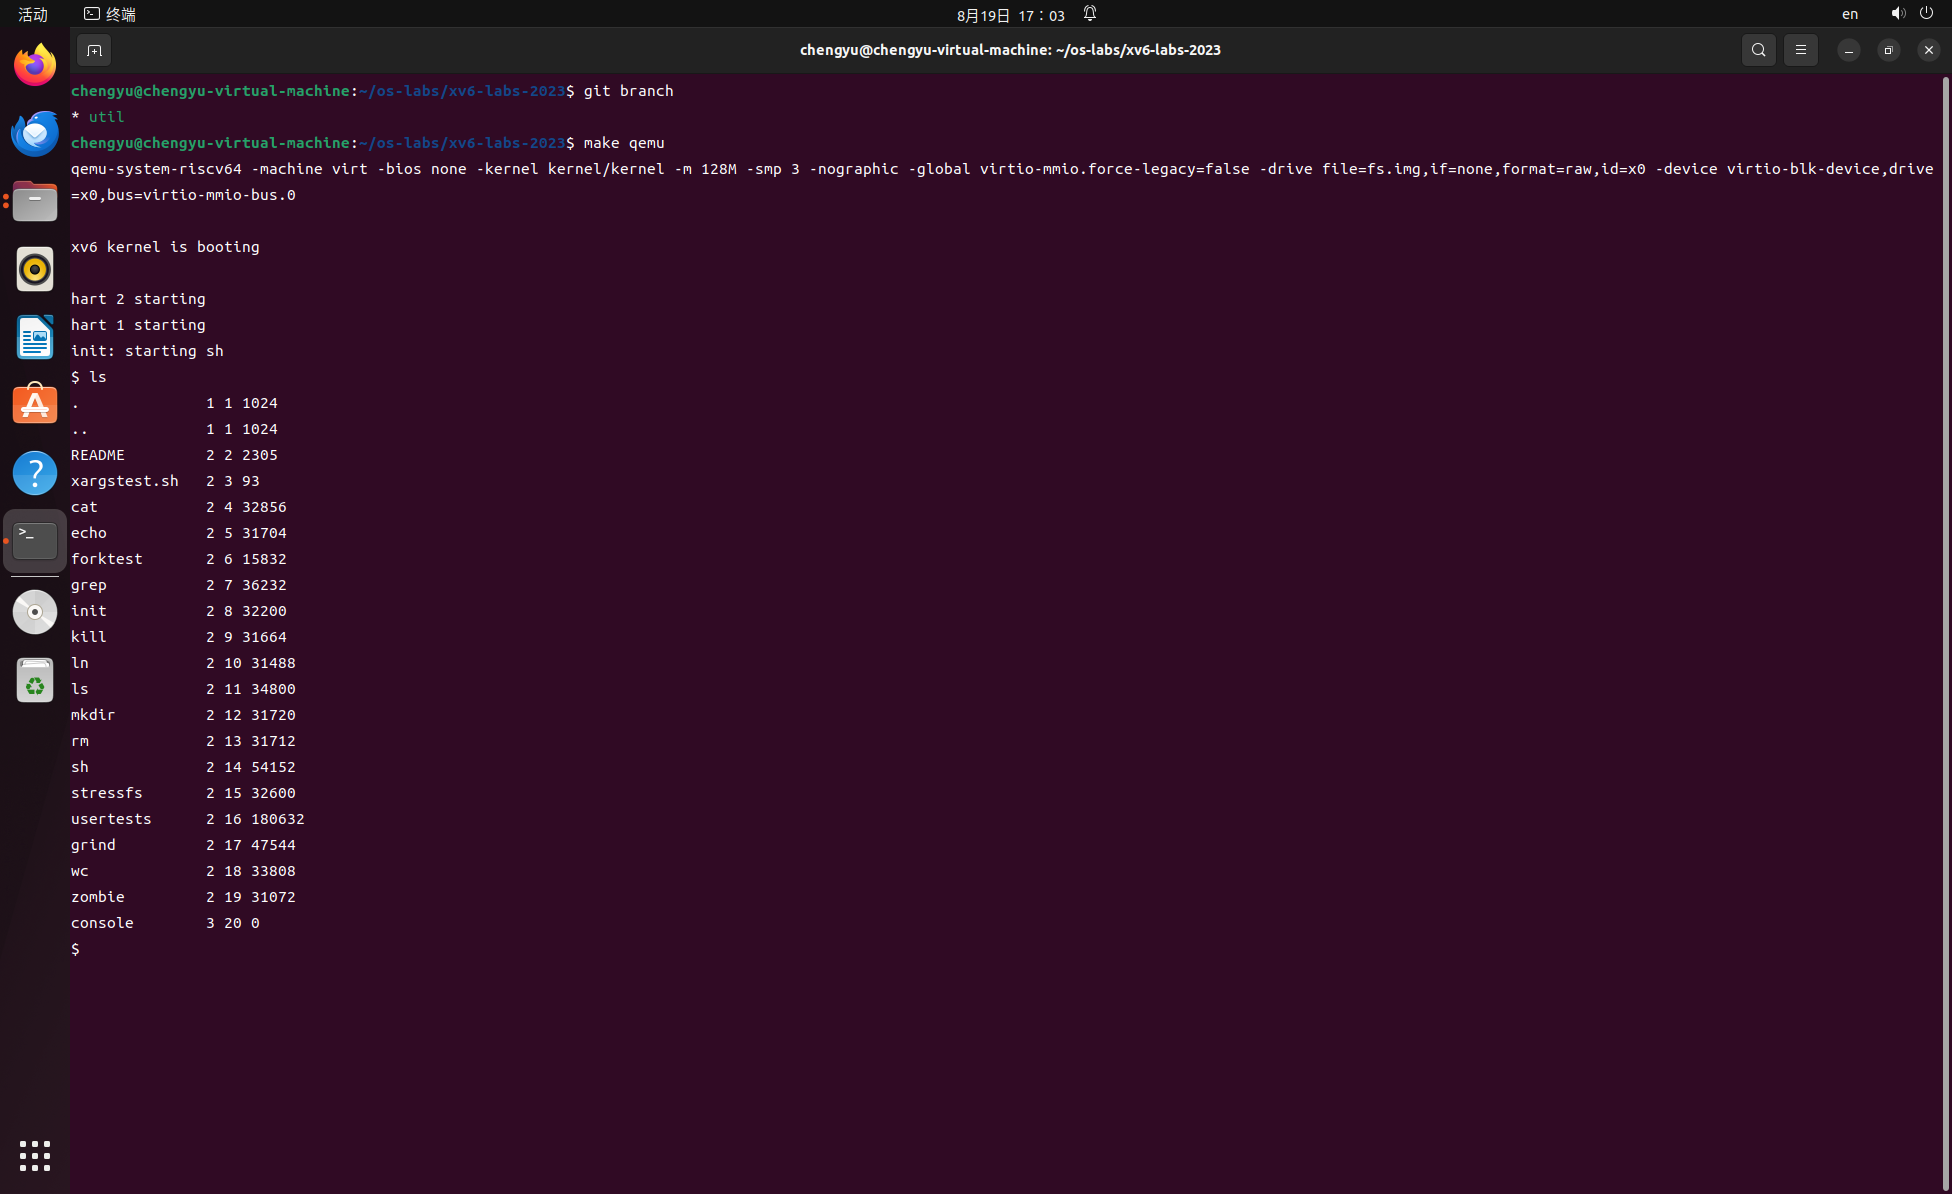 活动 终端 8月19日 17：03 en
chengyu@chengyu-virtual-machine: ~/os-labs/xv6-labs-2023
chengyu@chengyu-virtual-machine:~/os-labs/xv6-labs-2023$ git branch
* util
chengyu@chengyu-virtual-machine:~/os-labs/xv6-labs-2023$ make qemu
qemu-system-riscv64 -machine virt -bios none -kernel kernel/kernel -m 128M -smp 3 -nographic -global virtio-mmio.force-legacy=false -drive file=fs.img,if=none,format=raw,id=x0 -device virtio-blk-device,drive
=x0,bus=virtio-mmio-bus.0
xv6 kernel is booting
hart 2 starting
hart 1 starting
init: starting sh
$ ls
. 1 1 1024
.. 1 1 1024
README 2 2 2305
xargstest.sh 2 3 93
cat 2 4 32856
echo 2 5 31704
forktest 2 6 15832
grep 2 7 36232
init 2 8 32200
kill 2 9 31664
ln 2 10 31488
ls 2 11 34800
mkdir 2 12 31720
rm 2 13 31712
sh 2 14 54152
stressfs 2 15 32600
usertests 2 16 180632
grind 2 17 47544
wc 2 18 33808
zombie 2 19 31072
console 3 20 0
$